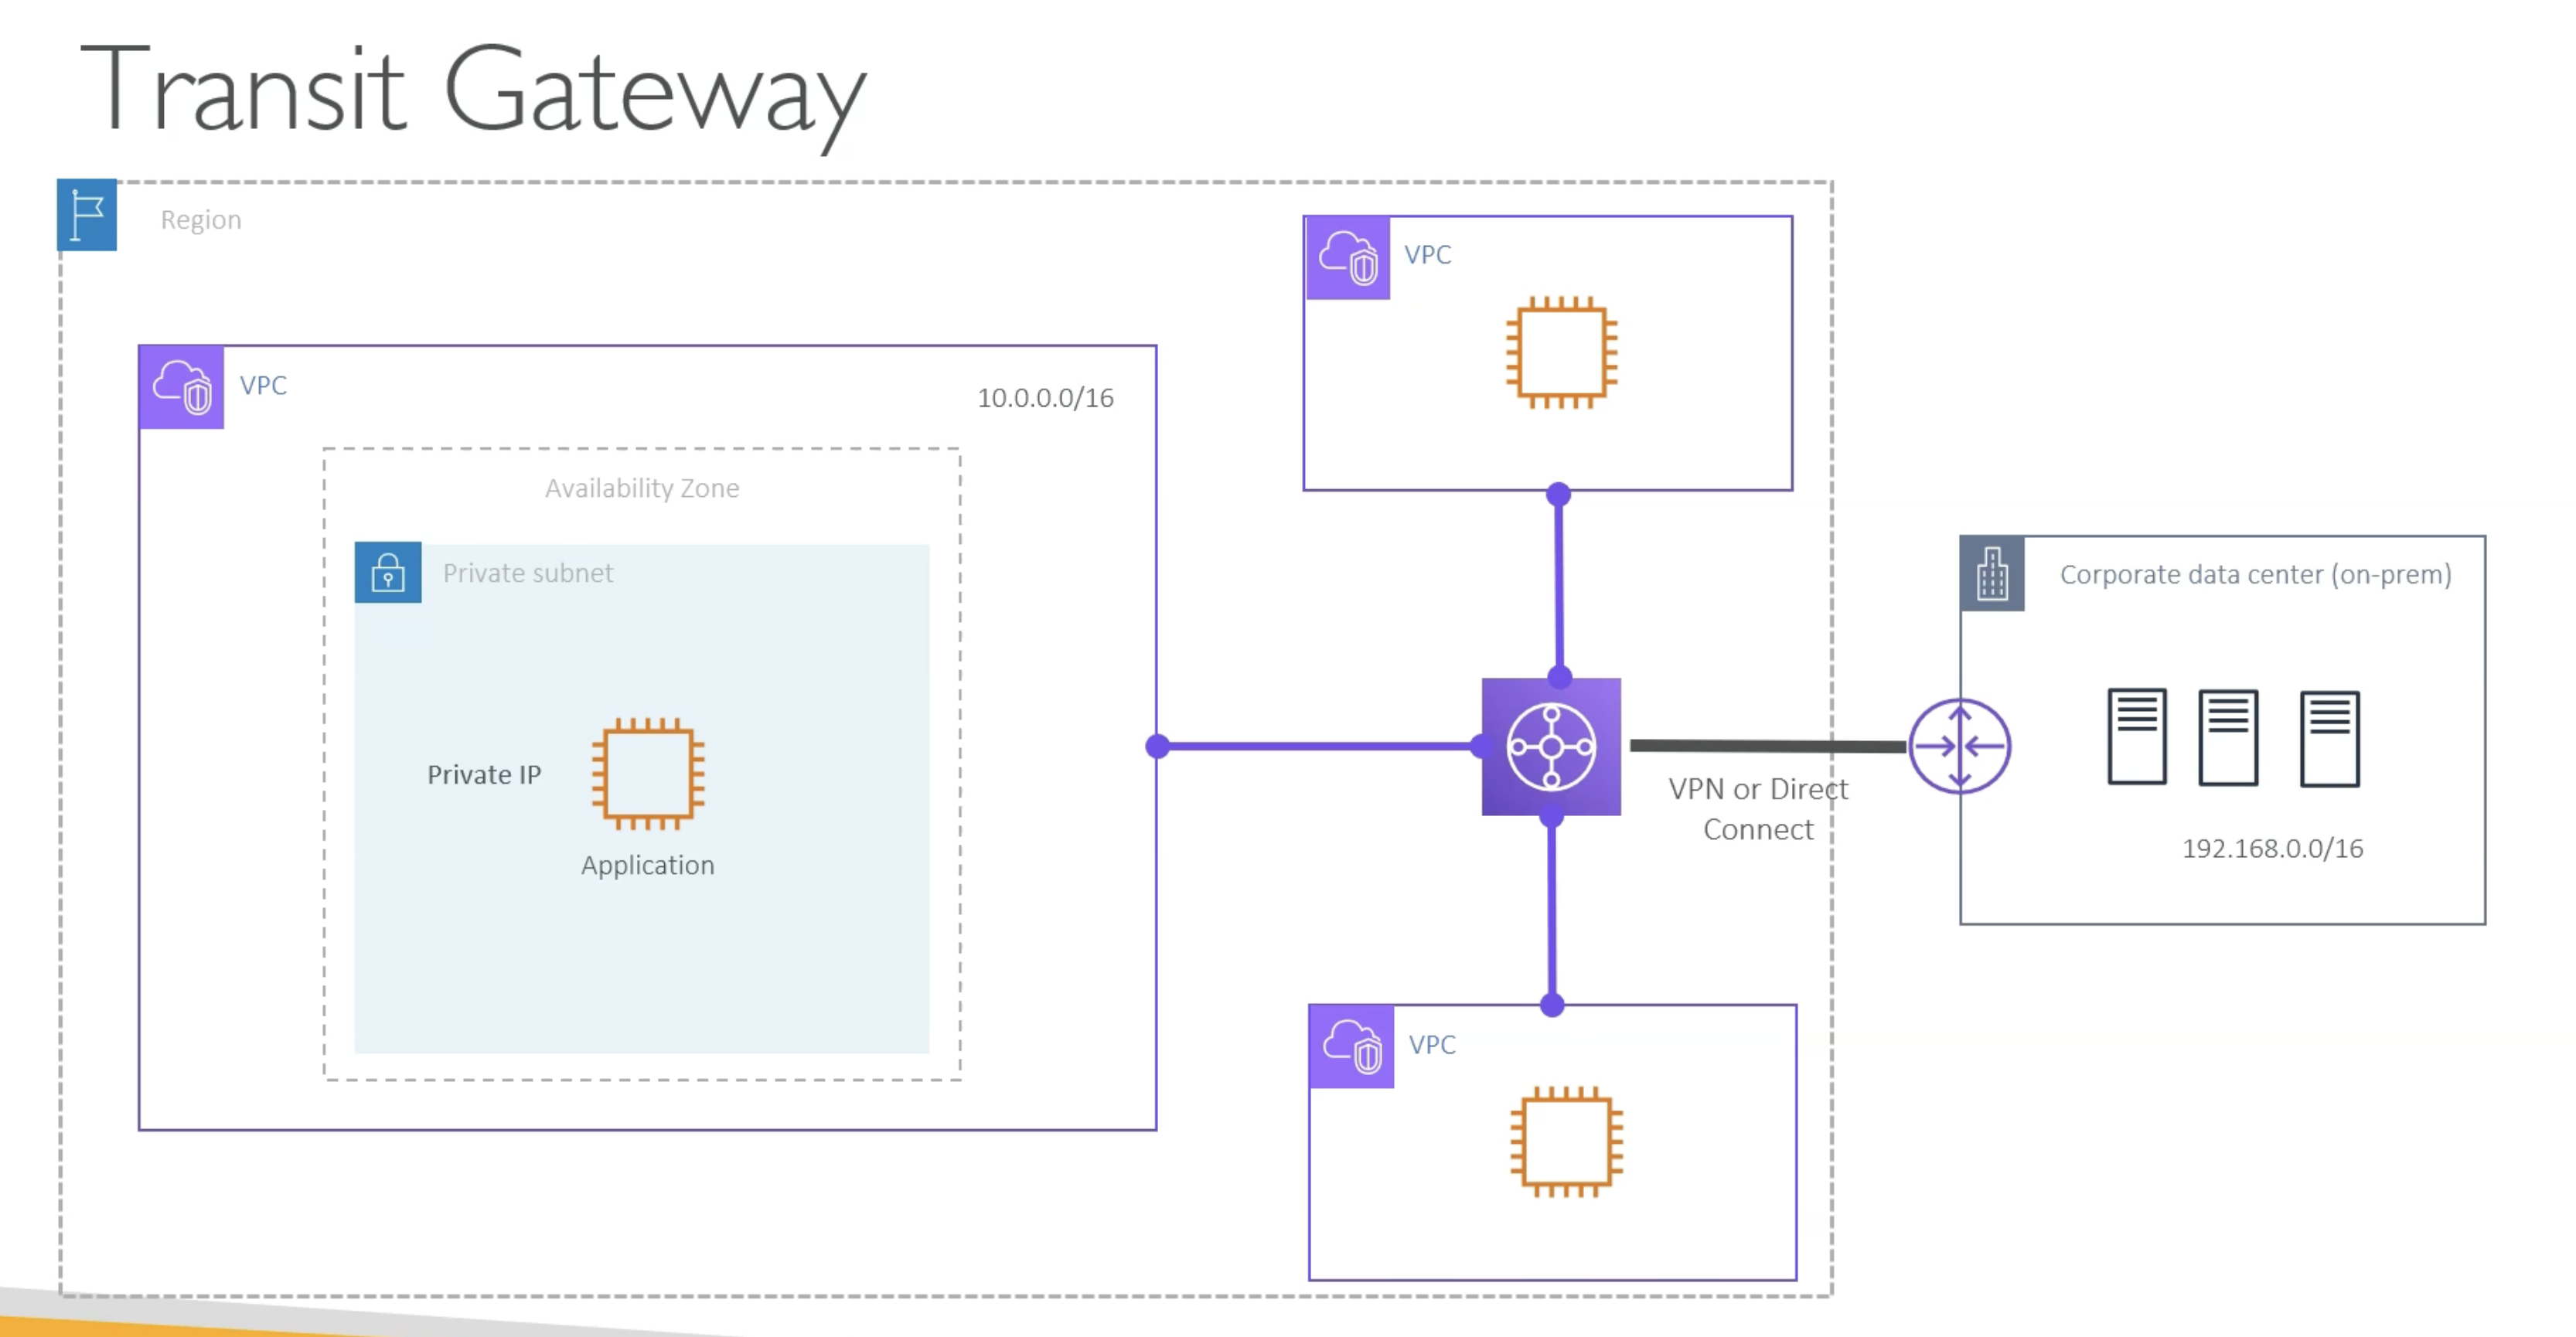 Transit Gateway
Region
VPC
10.0.0.0/16
Availability Zone
Private subnet
Private IP
Application
VPC
VPN or Direct
Connect
VPC
Corporate data center (on-prem)
192.168.0.0/16